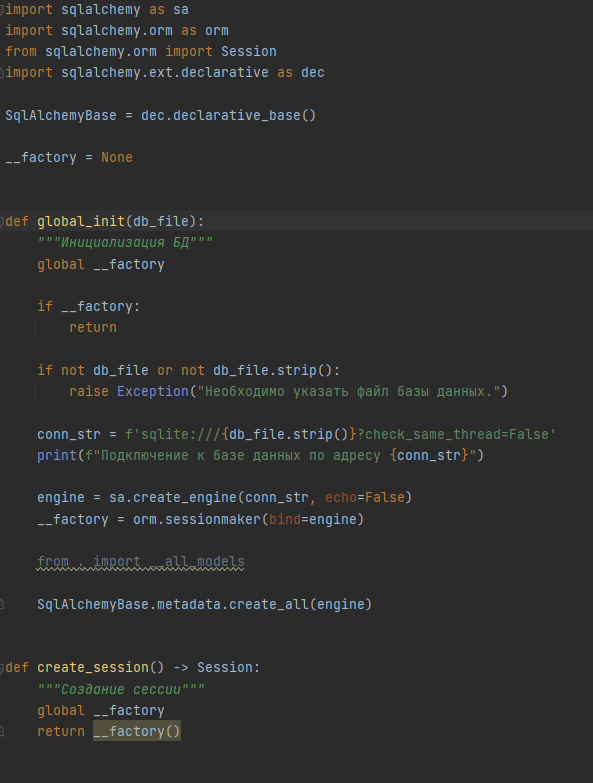 import sqlalchemy as sa
import sqlalchemy.orm as orm
from sqlalchemy.orm import Session
import sqlalchemy.ext.declarative as dec
SqlAlchemyBase = dec.declarative_base()
__factory = None
def global_init(db_file):
"""Инициализация БД"""
global __factory
if __factory:
return
if not db_file or not db_file.strip():
raise Exception("Необходимо указать файл базы данных.")
conn_str = f'sqlite:///{db_file.strip()}?check_same_thread=False'
print(f"Подключение к базе данных по адресу {conn_str}")
engine = sa.create_engine(conn_str, echo=False)
__factory = orm.sessionmaker(bind=engine)
from . import __all_models
SqlAlchemyBase.metadata.create_all(engine)
def create_session() -> Session:
"""Создание сессии"""
global __factory
return __factory()